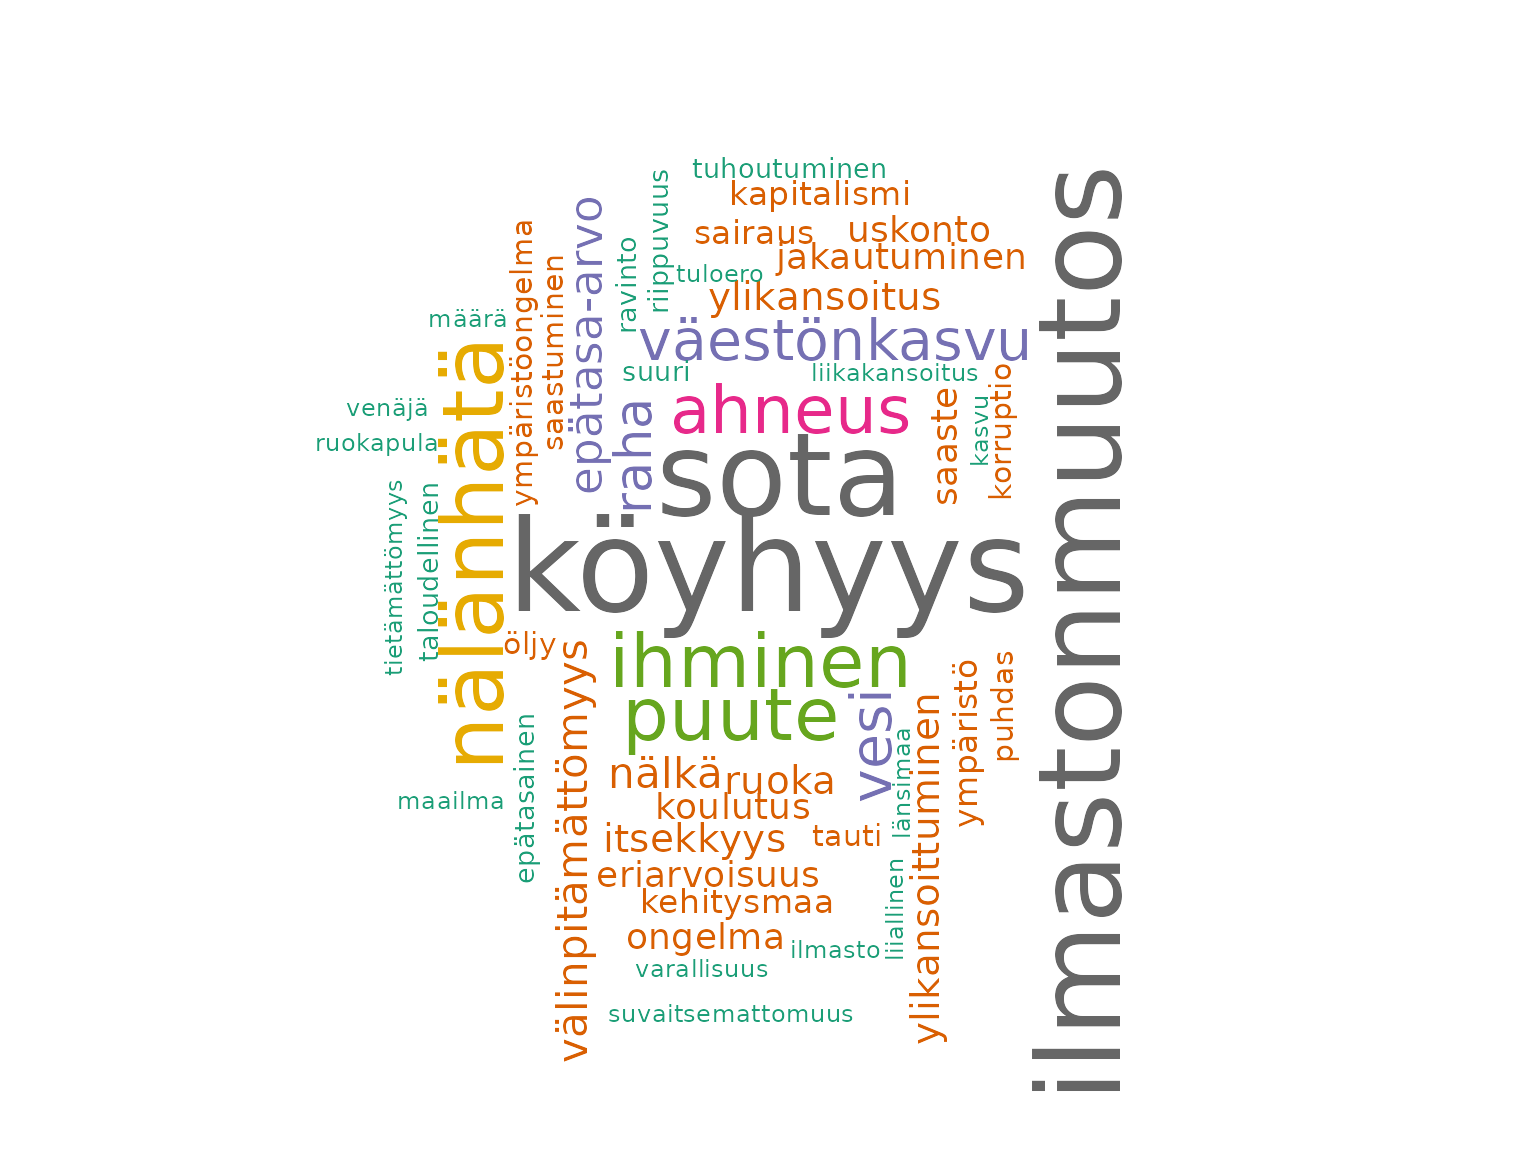 tuhoutuminen
kapitalismi
sairaus
uskonto
jakautuminen
tuloero
ylikansoitus
riippuvuus
ravinto
epätasa-arvo
saastuminen
ympäristöongelma
määrä
väestönkasvu
suuri
liikakansoitus
venäjä
ruokapula
nälänhätä
raha
ahneus
saaste
kasvu
korruptio
sota
köyhyys
ilmastonmuutos
tietämättömyys
taloudellinen
öljy
ihminen
puute
vesi
välinpitämättömyys
epätasainen
maailma
nälkä
ruoka
koulutus
itsekkyys
tauti
länsimaa
ylikansoittuminen
ympäristö
puhdas
eriarvoisuus
kehitysmaa
ongelma
ilmasto
liiallinen
varallisuus
suvaitsemattomuus